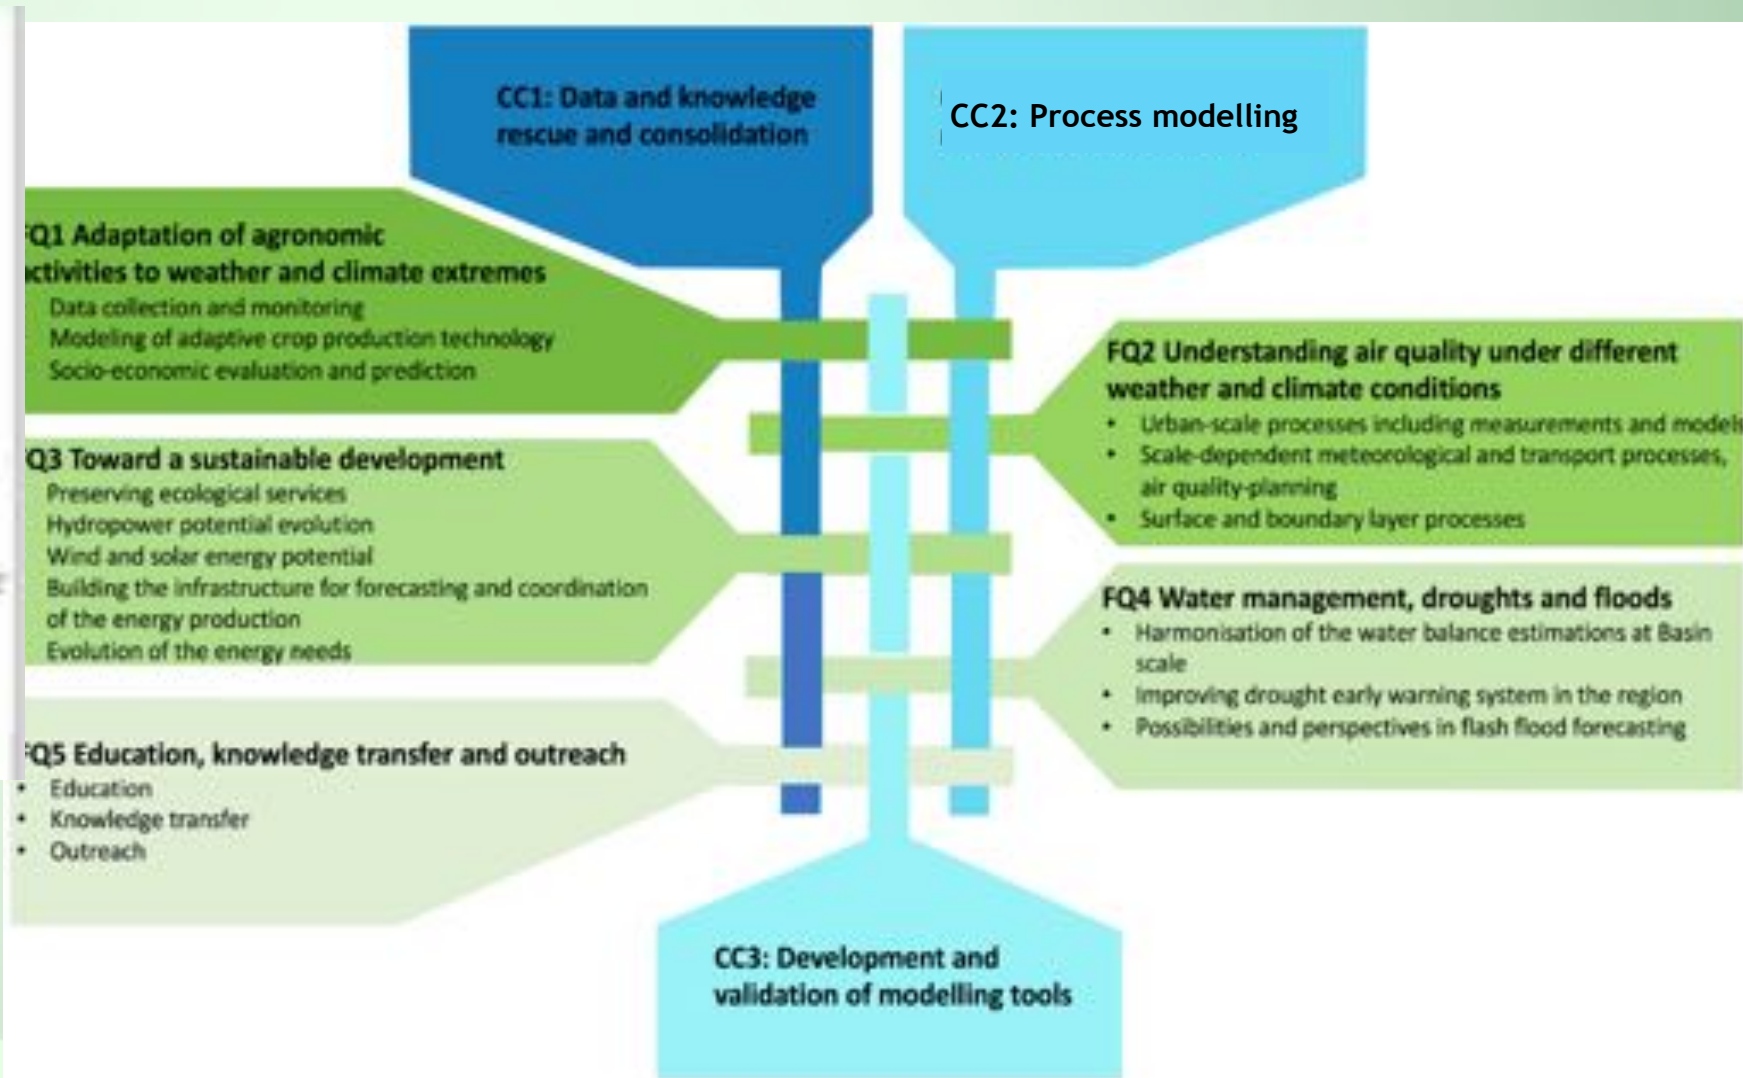 CC1: Data and knowledge
rescue and consolidation
CC2: Process modelling
FQ1 Adaptation of agronomic
activities to weather and climate extremes
Data collection and monitoring
Modeling of adaptive crop production technology
Socio-economic evaluation and prediction
FQ2 Understanding air quality under different
weather and climate conditions
• Urban-scale processes including measurements and models
• Scale-dependent meteorological and transport processes,
air quality-planning
• Surface and boundary layer processes
FQ3 Toward a sustainable development
Preserving ecological services
Hydropower potential evolution
Wind and solar energy potential
Building the infrastructure for forecasting and coordination
of the energy production
Evolution of the energy needs
FQ4 Water management, droughts and floods
• Harmonisation of the water balance estimations at Basin
scale
• Improving drought early warning system in the region
• Possibilities and perspectives in flash flood forecasting
FQ5 Education, knowledge transfer and outreach
• Education
• Knowledge transfer
• Outreach
CC3: Development and
validation of modelling tools